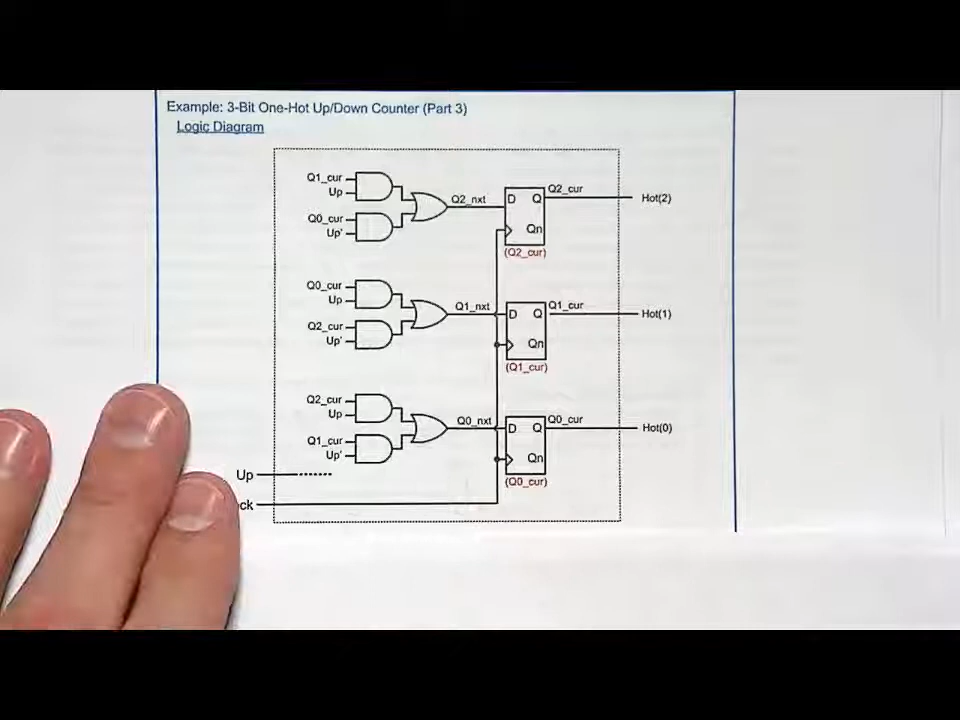 Example: 3-Bit One-Hot Up/Down Counter (Part 3)
Logic Diagram
Q1_cur
Up
Q0_cur
Up'
Q2_nxt
D Q
Qn
Q2_cur
Hot(2)
(Q2_cur)
Q0_cur
Up
Q2_cur
Up'
Q1_nxt
D Q
Qn
Q1_cur
Hot(1)
(Q1_cur)
Q2_cur
Up
Q1_cur
Up'
Q0_nxt
D Q
Qn
Q0_cur
Hot(0)
(Q0_cur)
Up
ck